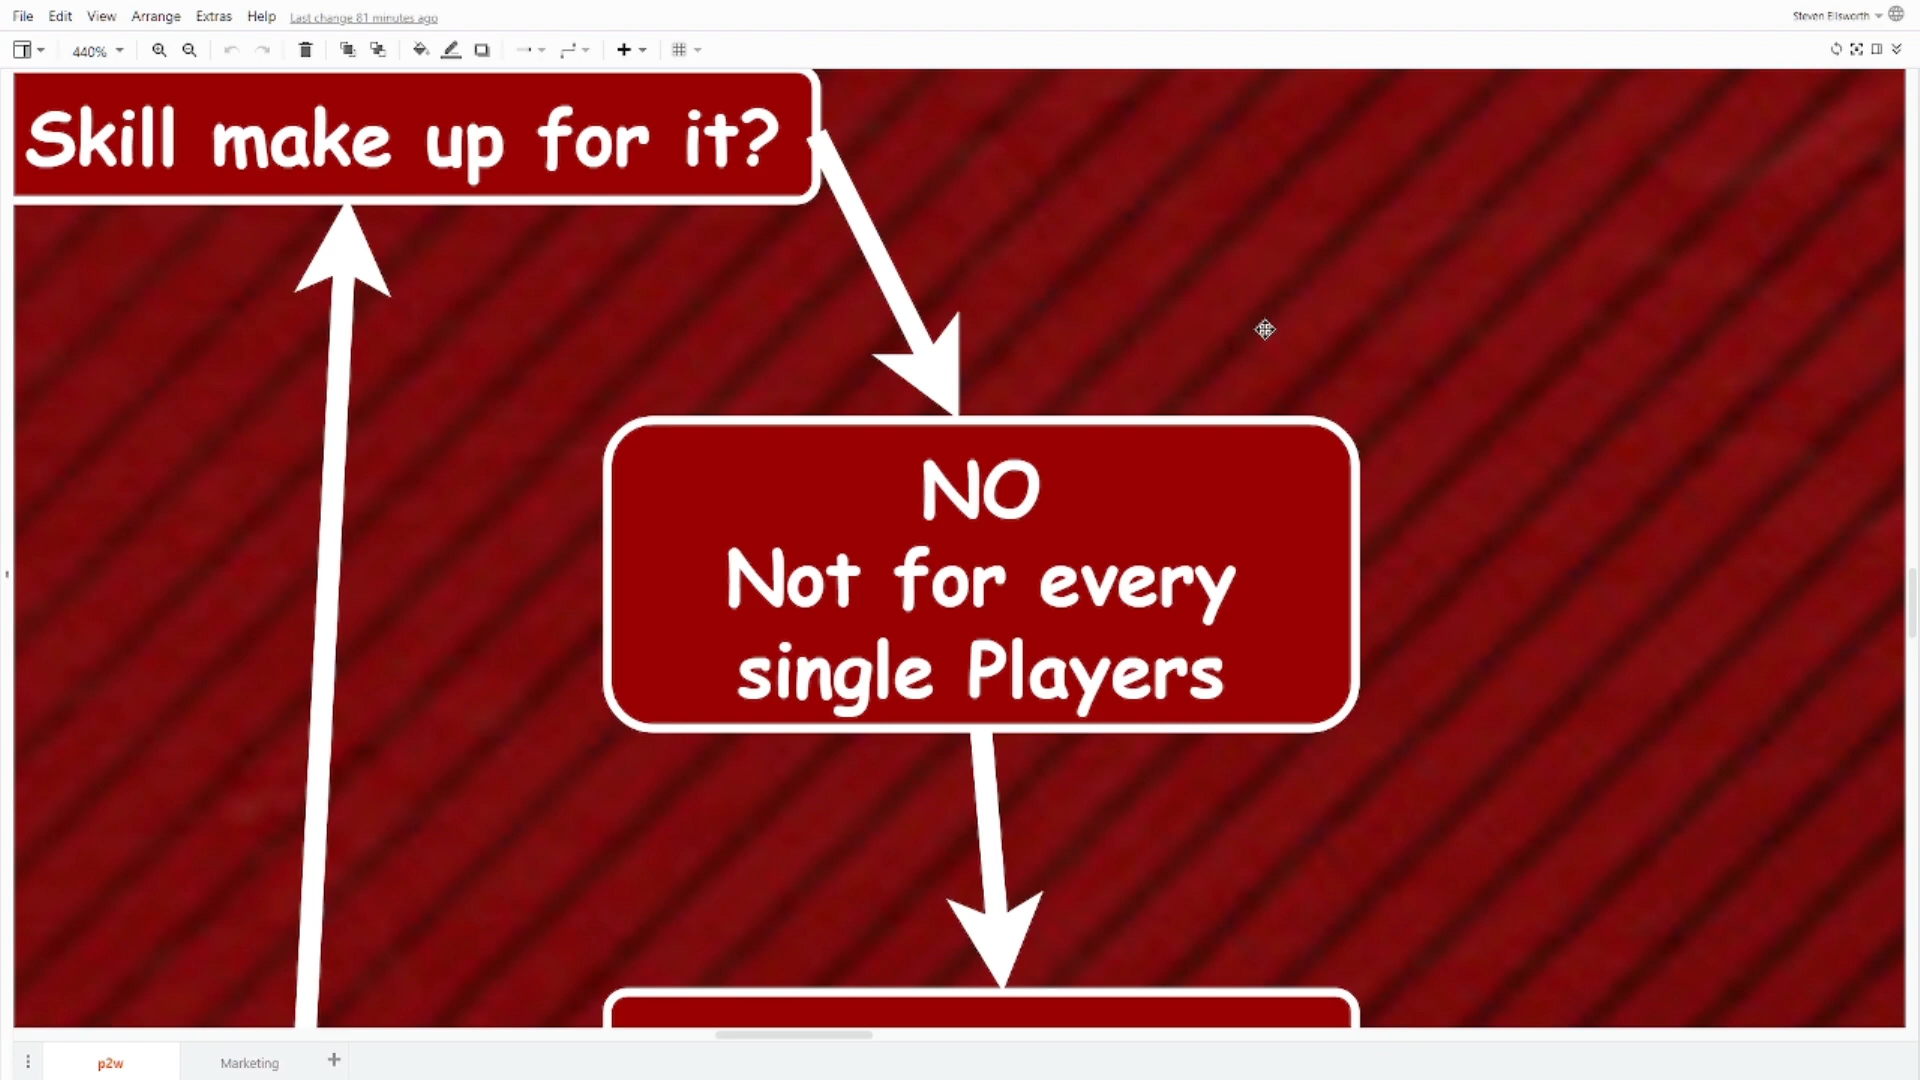 File Edit View Arrange Extras Help Last change 81 minutes ago
Steven Ellsworth
440%
Skill make up for it?
NO
Not for every
single Players
p2w Marketing